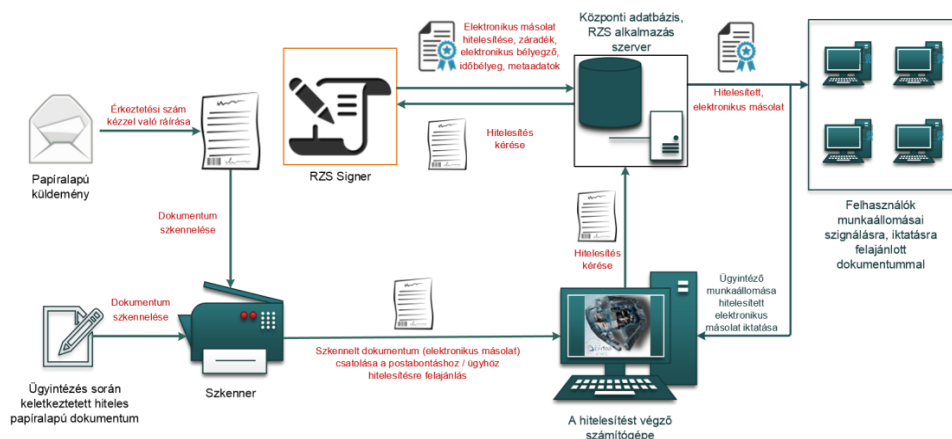 Elektronikus másolat
hitelesítése, záradék,
elektronikus bélyegző,
időbélyeg, metaadatok
Központi adatbázis,
RZS alkalmazás
szerver
Érkeztetési szám
kézzel való ráírása
Hitelesített,
elektronikus másolat
Hitelesítés
kérése
Papíralapú
küldemény
RZS Signer
Felhasználók
munkaállomásai
szignálásra, iktatásra
felajánlott
dokumentummal
Dokumentum
szkennelése
Hitelesítés
kérése
Ügyintéző
munkaállomása
hitelesített
elektronikus
másolat iktatása
Dokumentum
szkennelése
Szkennelt dokumentum (elektronikus másolat)
csatolása a postabontáshoz / ügyhöz
hitelesítésre felajánlás
Ügyintézés során
keletkeztetett hiteles
papíralapú dokumentum
Szkenner
A hitelesítést végző
számítógépe